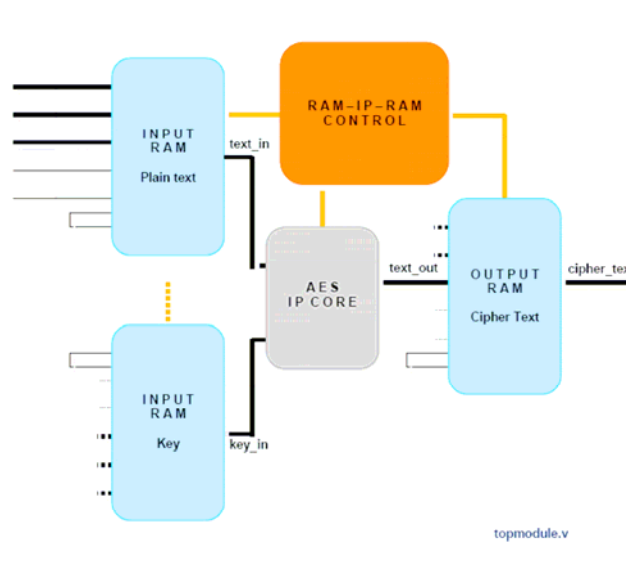 RAM–IP–RAM
CONTROL
INPUT
RAM
Plain text
text_in
AES
IP CORE
text_out
OUTPUT
RAM
Cipher Text
INPUT
RAM
Key
key_in
topmodule.v